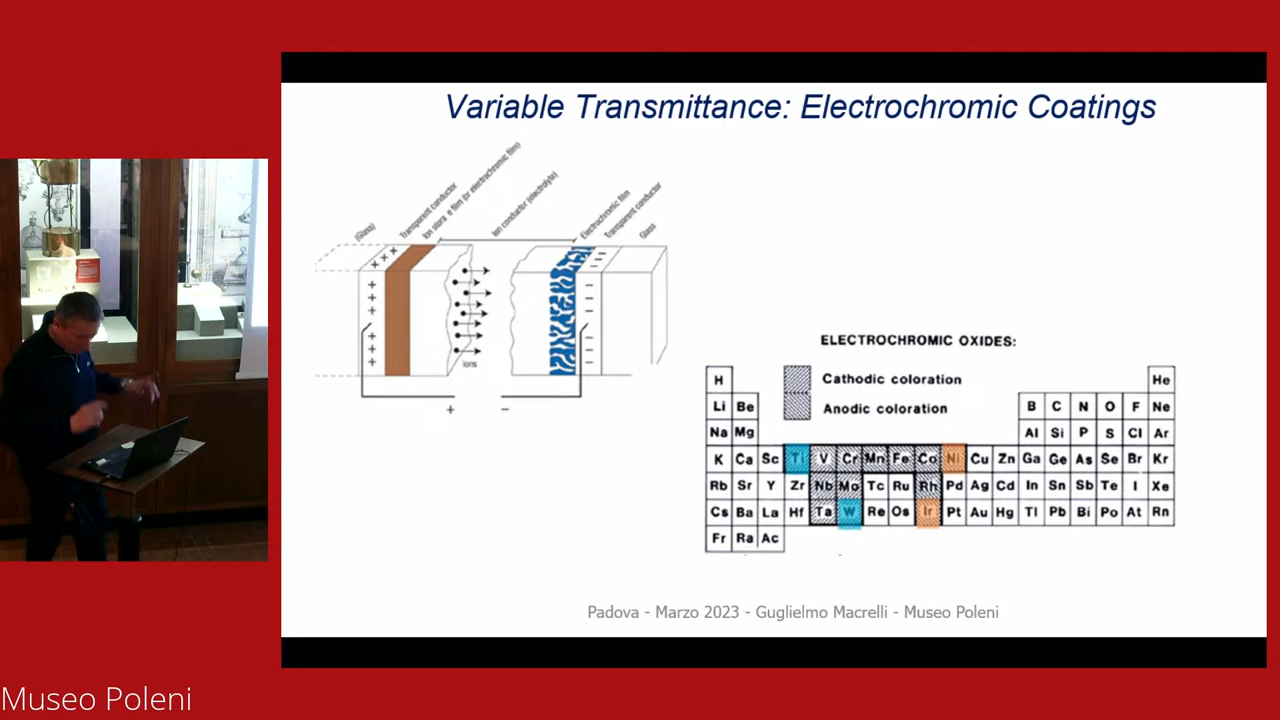 Variable Transmittance: Electrochromic Coatings
(Glass)
Transparent conductor
Ion stora e film (or electrochromic film)
Ion conductor (electrolyte)
Electrochromic film
Transparent conductor
Glass
ions
+ −
ELECTROCHROMIC OXIDES:
Cathodic coloration
Anodic coloration
H He
Li Be B C N O F Ne
Na Mg Al Si P S Cl Ar
K Ca Sc Ti V Cr Mn Fe Co Ni Cu Zn Ga Ge As Se Br Kr
Rb Sr Y Zr Nb Mo Tc Ru Rh Pd Ag Cd In Sn Sb Te I Xe
Cs Ba La Hf Ta W Re Os Ir Pt Au Hg Tl Pb Bi Po At Rn
Fr Ra Ac
Padova - Marzo 2023 - Guglielmo Macrelli - Museo Poleni
Museo Poleni